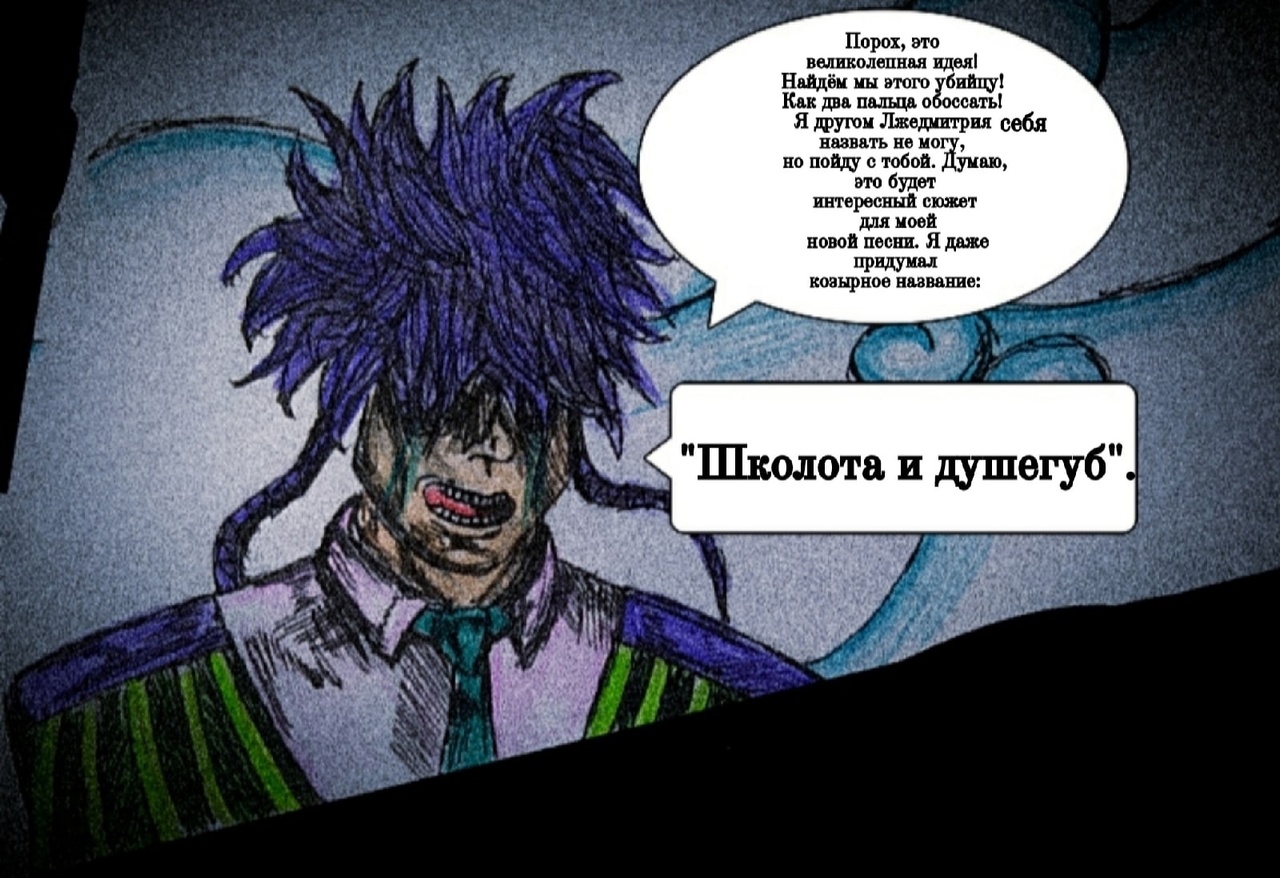 Порох, это
великолепная идея!
Найдём мы этого убийцу!
Как два пальца обоссать!
Я другом Лжедмитрия себя
назвать не могу,
но пойду с тобой. Думаю,
это будет
интересный сюжет
для моей
новой песни. Я даже
придумал
козырное название:
"Школота и душегуб".